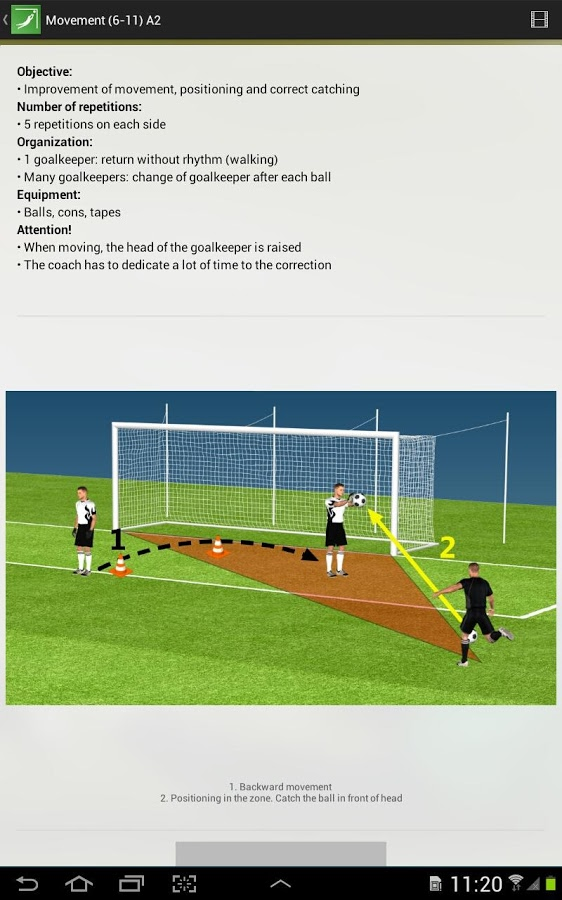 Movement (6-11) A2
Objective:
• Improvement of movement, positioning and correct catching
Number of repetitions:
• 5 repetitions on each side
Organization:
• 1 goalkeeper: return without rhythm (walking)
• Many goalkeepers: change of goalkeeper after each ball
Equipment:
• Balls, cons, tapes
Attention!
• When moving, the head of the goalkeeper is raised
• The coach has to dedicate a lot of time to the correction
1
2
1. Backward movement
2. Positioning in the zone. Catch the ball in front of head
11:20